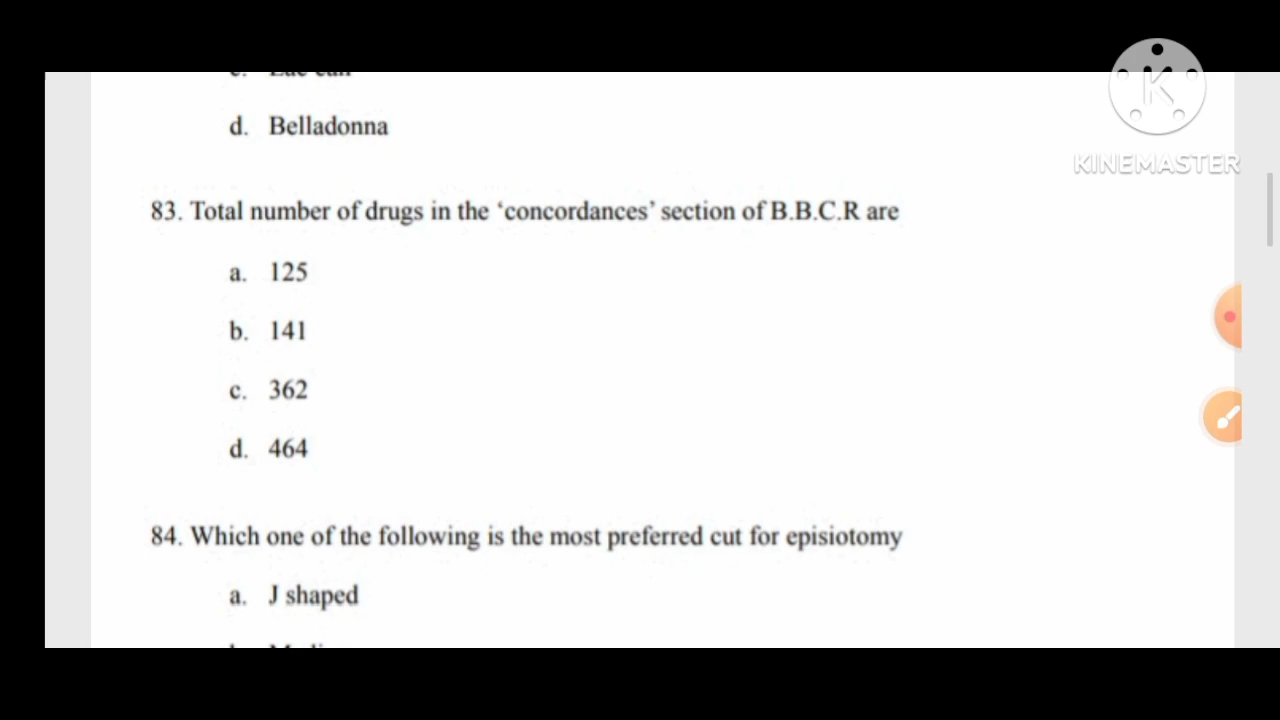 d. Belladonna
KINEMASTER
83. Total number of drugs in the ‘concordances’ section of B.B.C.R are
a. 125
b. 141
c. 362
d. 464
84. Which one of the following is the most preferred cut for episiotomy
a. J shaped